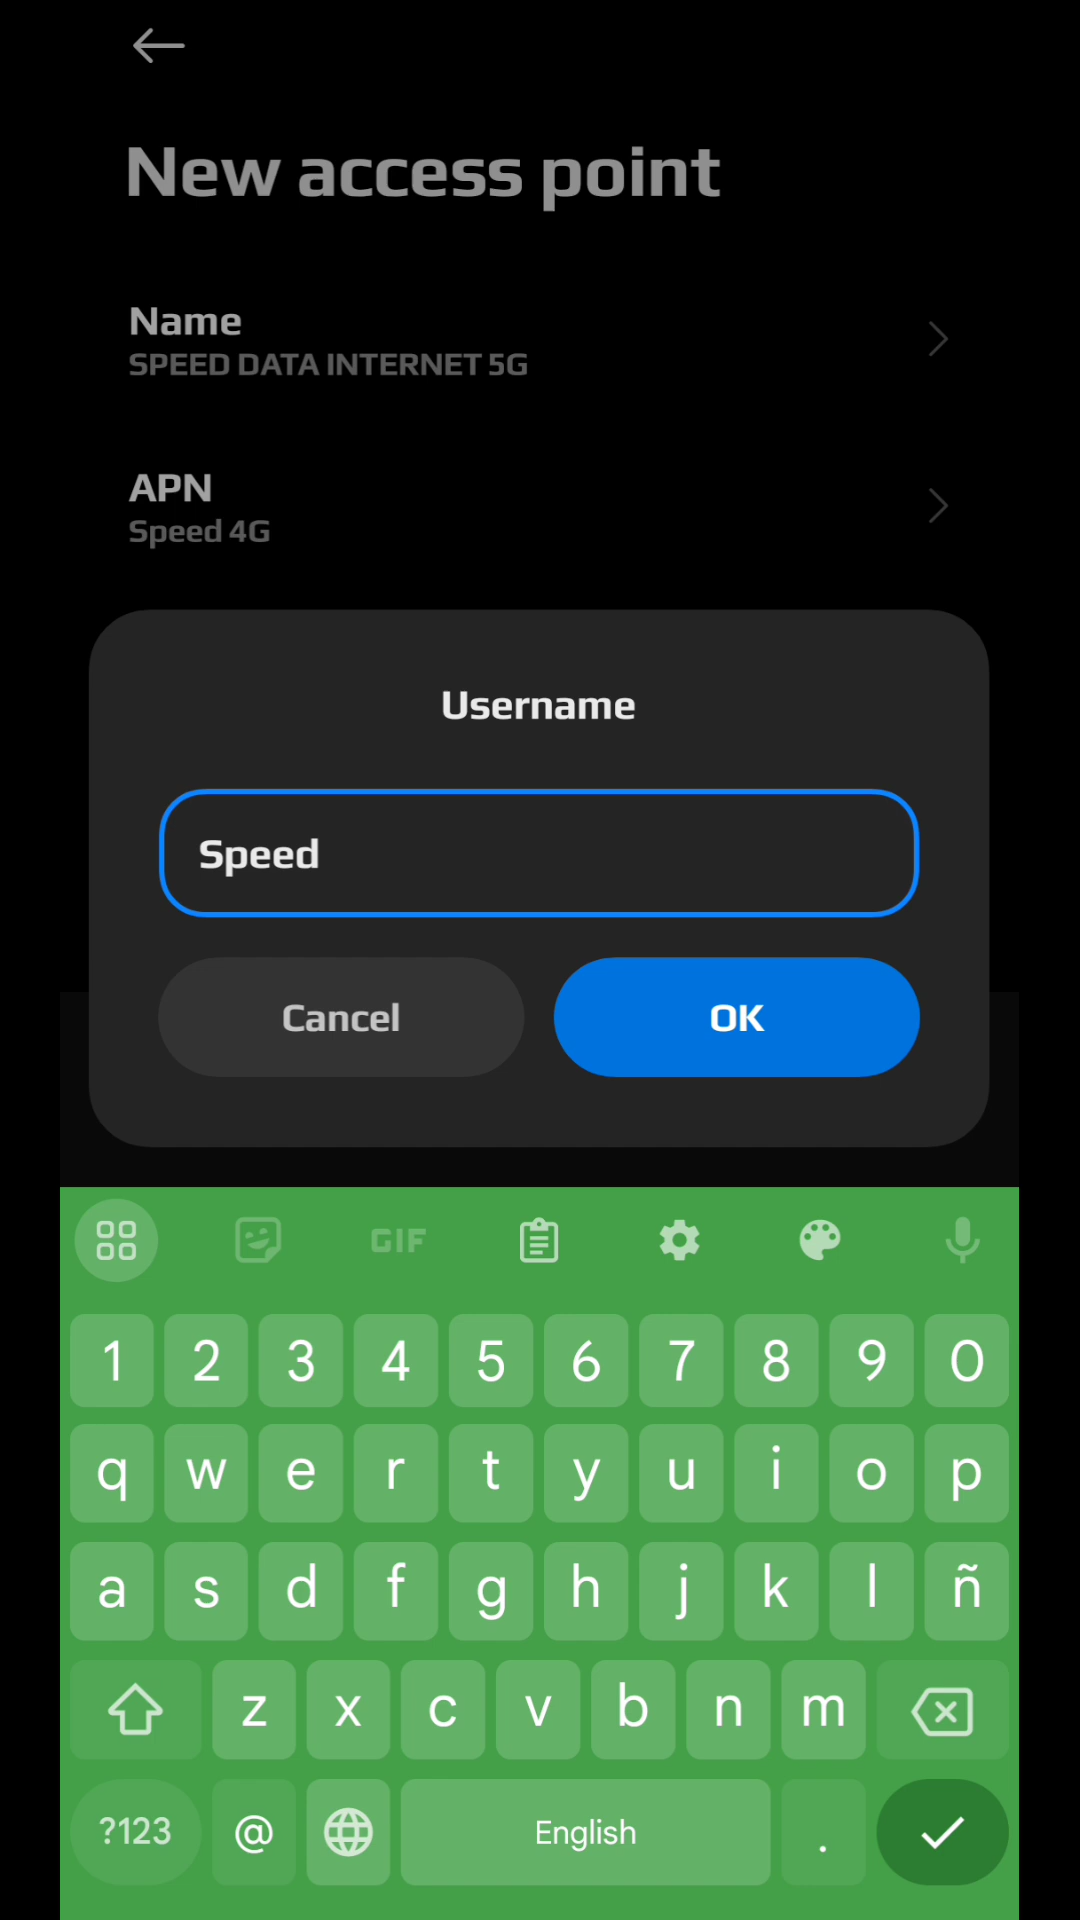 New access point
Name
SPEED DATA INTERNET 5G
APN
Speed 4G
Username
Speed
Cancel OK
GIF
1 2 3 4 5 6 7 8 9 0
q w e r t y u i o p
a s d f g h j k l ñ
z x c v b n m
?123 @ English .